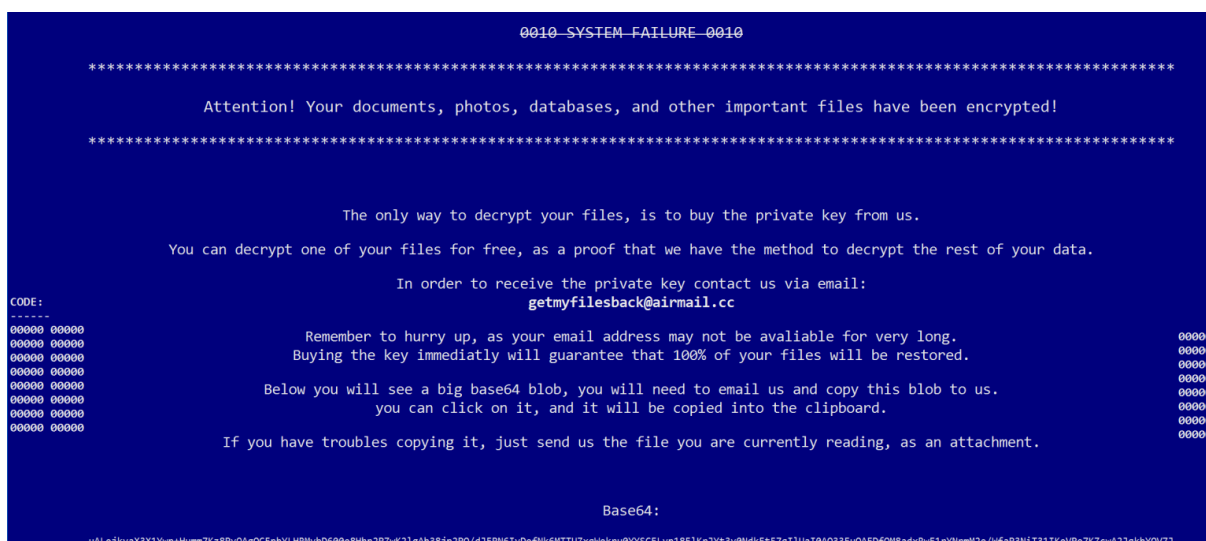 0010 SYSTEM FAILURE 0010
*********************************************************************************************************************
Attention! Your documents, photos, databases, and other important files have been encrypted!
*********************************************************************************************************************
The only way to decrypt your files, is to buy the private key from us.
You can decrypt one of your files for free, as a proof that we have the method to decrypt the rest of your data.
In order to receive the private key contact us via email:
getmyfilesback@airmail.cc
CODE:
------
00000 00000
00000 00000
00000 00000
00000 00000
00000 00000
00000 00000
00000 00000
00000 00000
Remember to hurry up, as your email address may not be avaliable for very long.
Buying the key immediatly will guarantee that 100% of your files will be restored.
Below you will see a big base64 blob, you will need to email us and copy this blob to us.
you can click on it, and it will be copied into the clipboard.
If you have troubles copying it, just send us the file you are currently reading, as an attachment.
0000
0000
0000
0000
0000
0000
0000
0000
Base64: